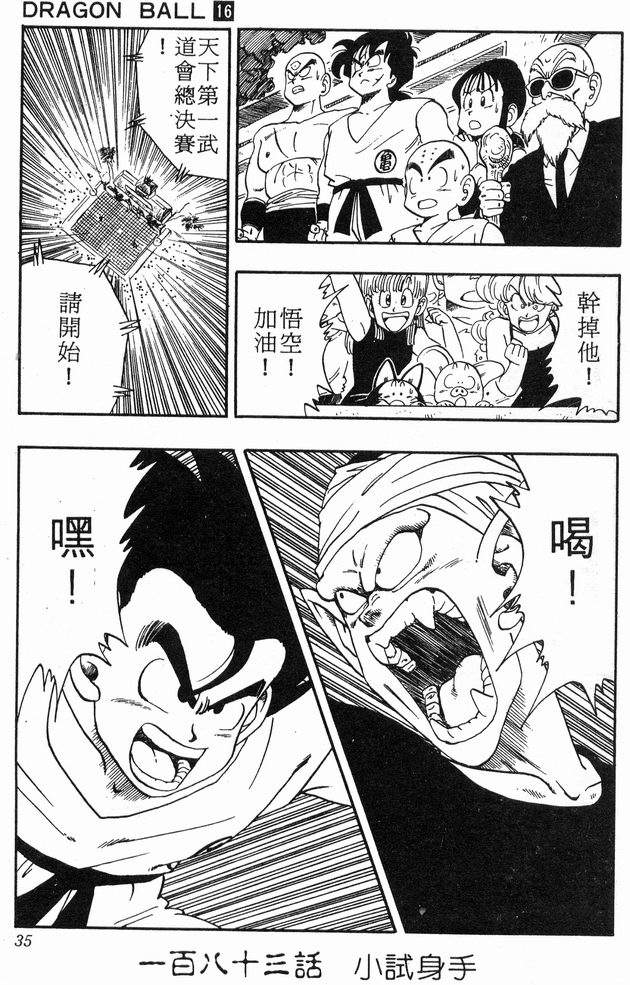 DRAGON BALL 16
幹掉他！
悟空！
加油！
天下第一武
道會總決賽
！
請開始！
喝！
嘿！
龜
35
一百八十三話 小試身手